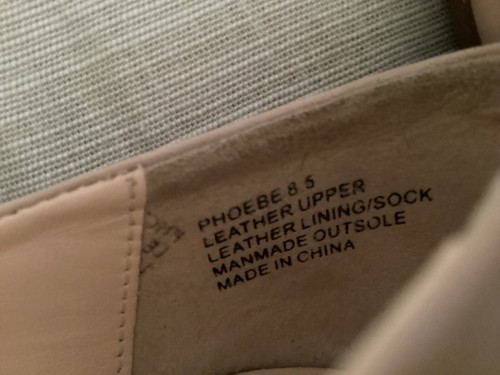 PHOEBE 8 5
LEATHER UPPER
LEATHER LINING/SOCK
MANMADE OUTSOLE
MADE IN CHINA